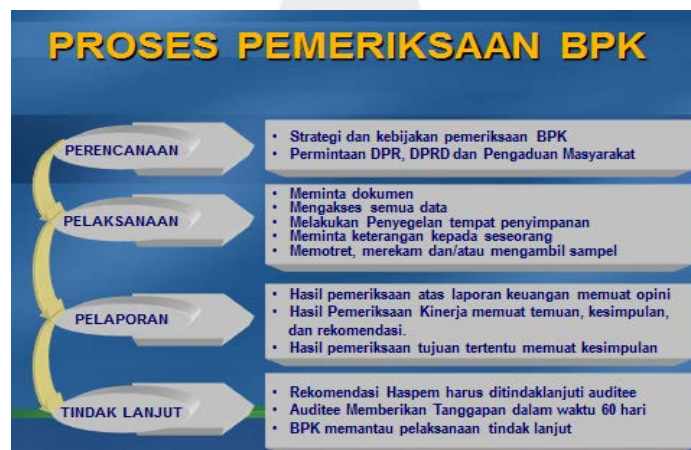 PROSES PEMERIKSAAN BPK
PERENCANAAN
• Strategi dan kebijakan pemeriksaan BPK
• Permintaan DPR, DPRD dan Pengaduan Masyarakat
PELAKSANAAN
• Meminta dokumen
• Mengakses semua data
• Melakukan Penyegelan tempat penyimpanan
• Meminta keterangan kepada seseorang
• Memotret, merekam dan/atau mengambil sampel
PELAPORAN
• Hasil pemeriksaan atas laporan keuangan memuat opini
• Hasil Pemeriksaan Kinerja memuat temuan, kesimpulan,
dan rekomendasi.
• Hasil pemeriksaan tujuan tertentu memuat kesimpulan
TINDAK LANJUT
• Rekomendasi Haspem harus ditindaklanjuti auditee
• Auditee Memberikan Tanggapan dalam waktu 60 hari
• BPK memantau pelaksanaan tindak lanjut